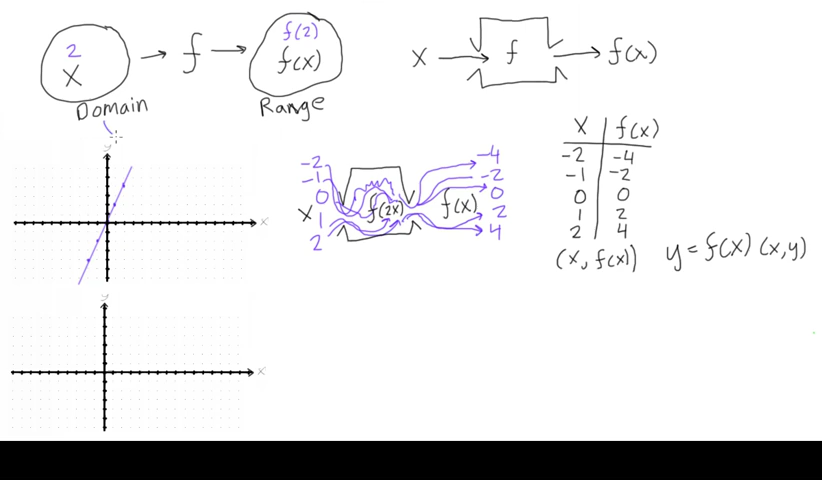 2
X
f
f(2)
f(x)
Domain
Range
X
f
f(x)
y
x
-2
-1
0
1
2
X
f(2x)
f(x)
-4
-2
0
2
4
X f(x)
-2 -4
-1 -2
0 0
1 2
2 4
(x, f(x)) y = f(x) (x,y)
y
x